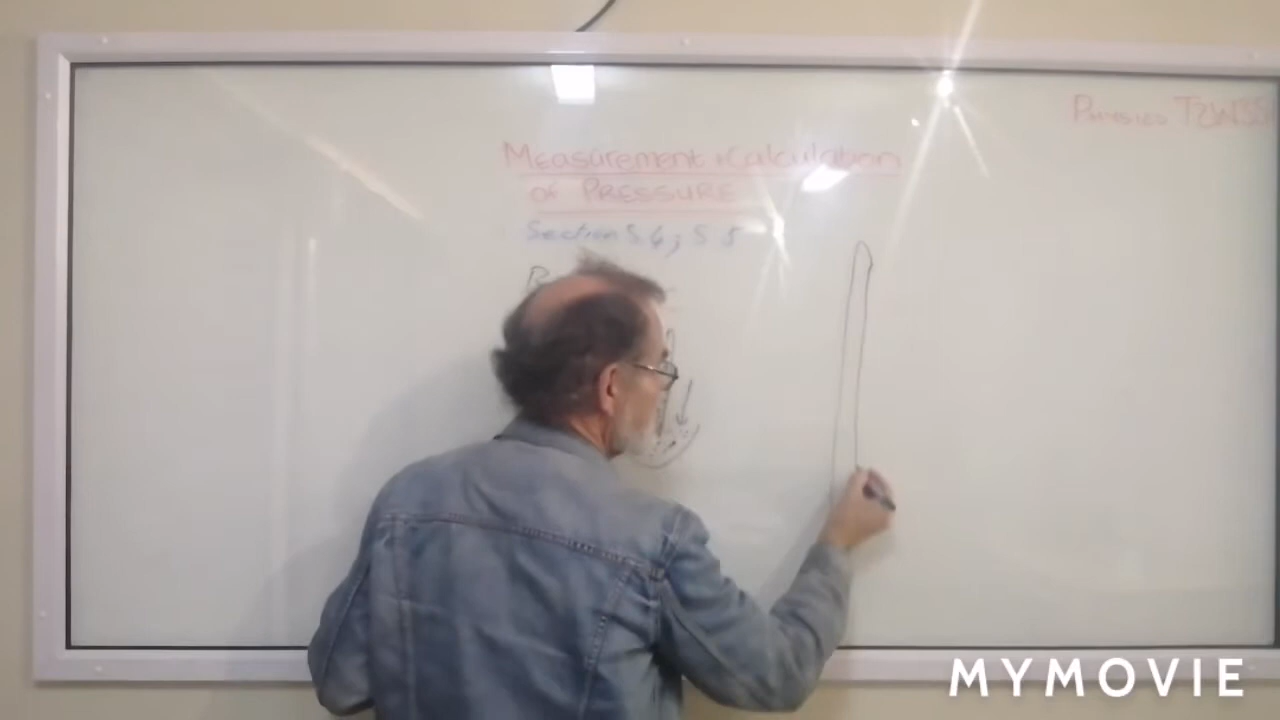 Physics
Measurement + Calculation
of PRESSURE
Section 5.4, 5.5
MYMOVIE